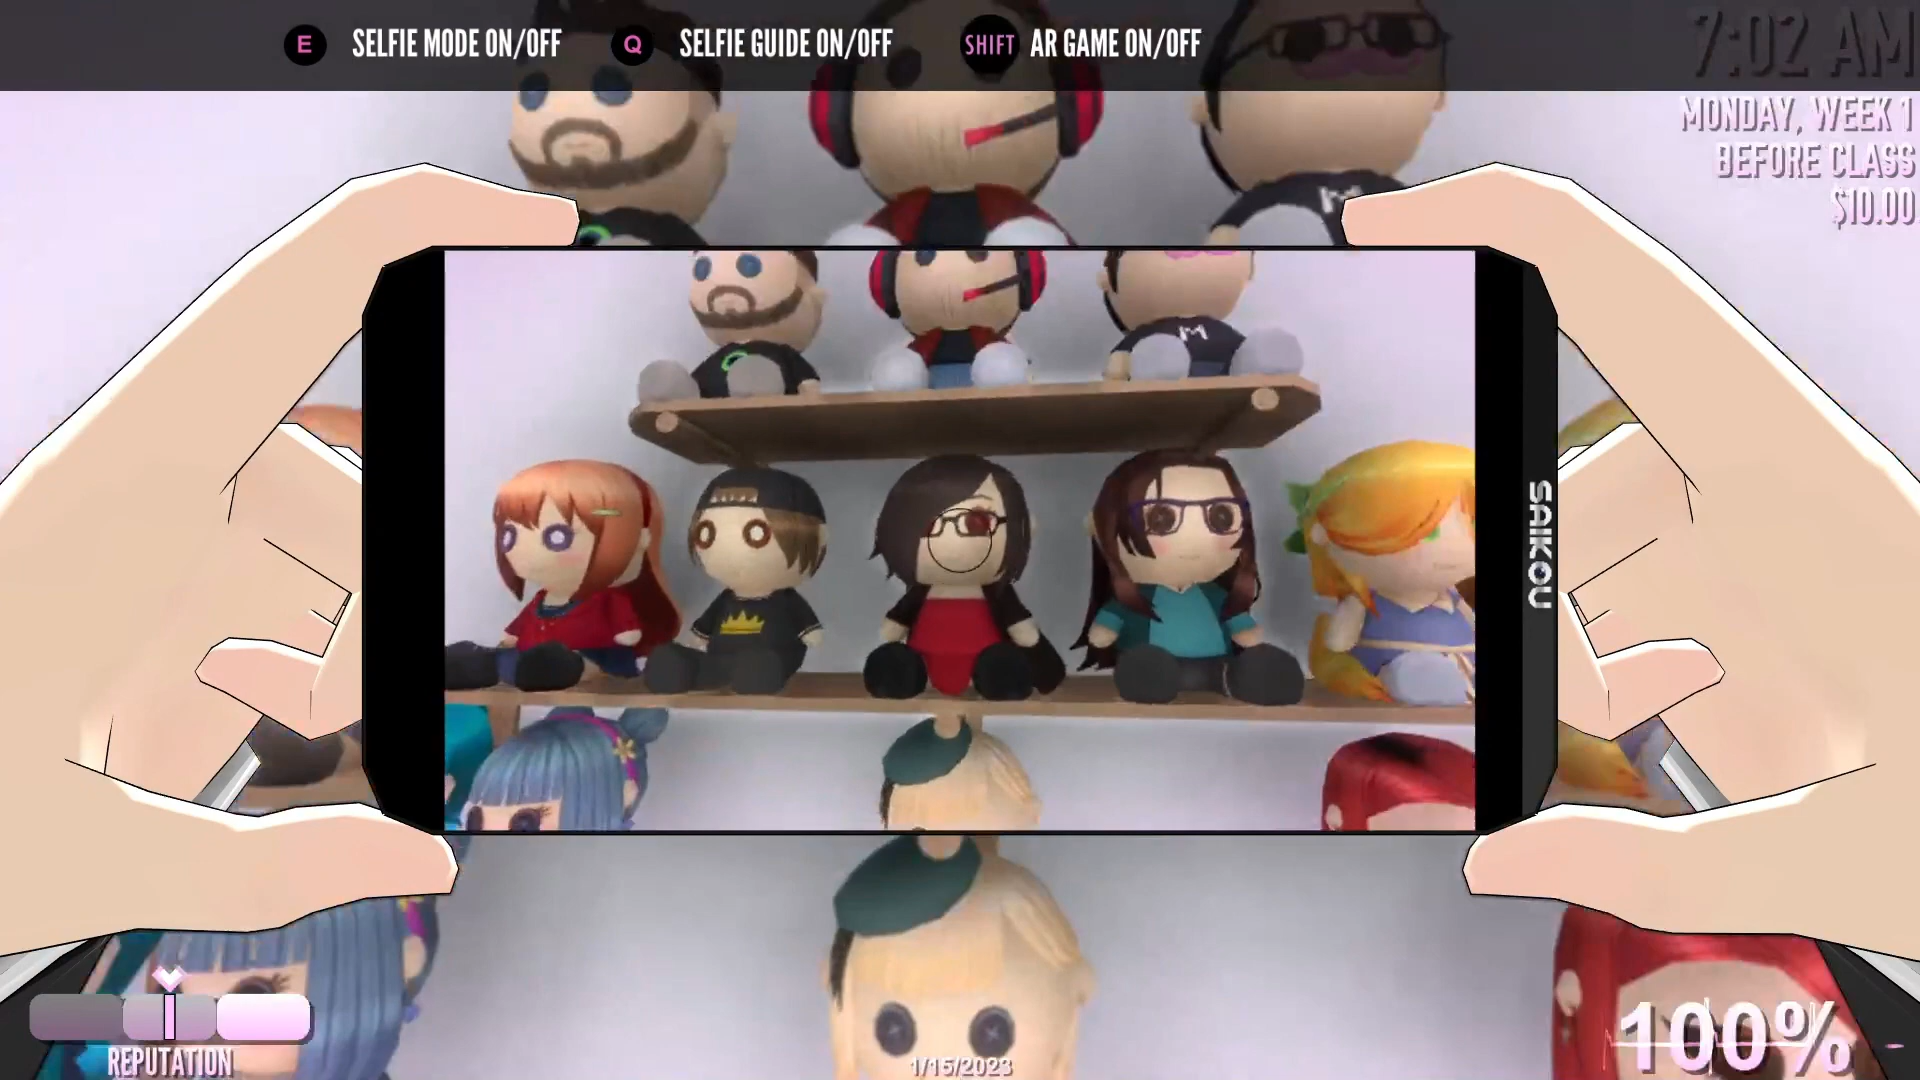 E SELFIE MODE ON/OFF Q SELFIE GUIDE ON/OFF SHIFT AR GAME ON/OFF
7:02 AM
MONDAY, WEEK 1
BEFORE CLASS
$10.00
M
M
SAIKOU
REPUTATION
1/15/2023
100%